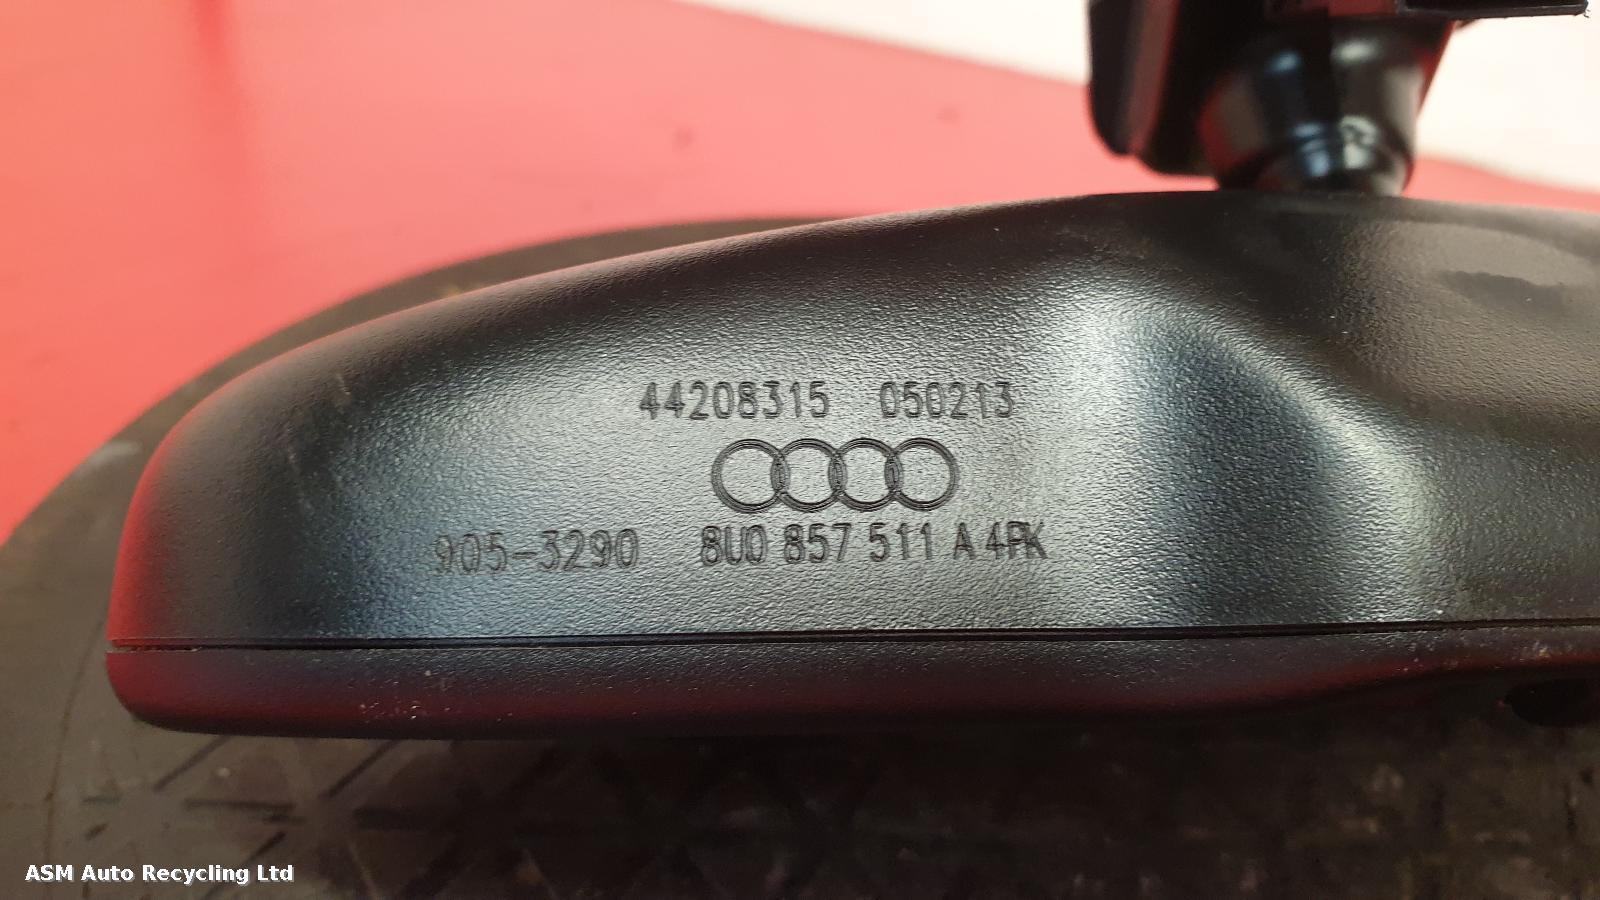 44208315 050213
905-3290 8U0 857 511 A 4PK
ASM Auto Recycling Ltd